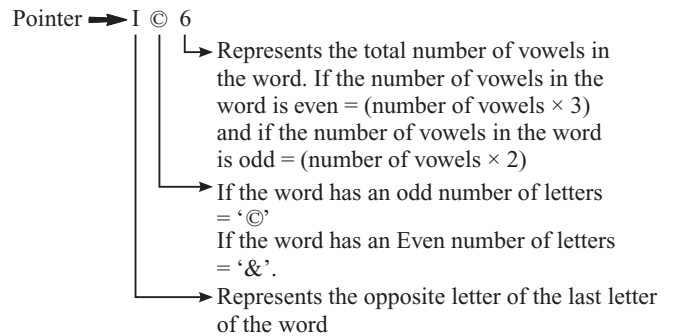 Pointer I © 6
Represents the total number of vowels in
the word. If the number of vowels in the
word is even = (number of vowels × 3)
and if the number of vowels in the word
is odd = (number of vowels × 2)
If the word has an odd number of letters
= ‘©’
If the word has an Even number of letters
= ‘&’.
Represents the opposite letter of the last letter
of the word